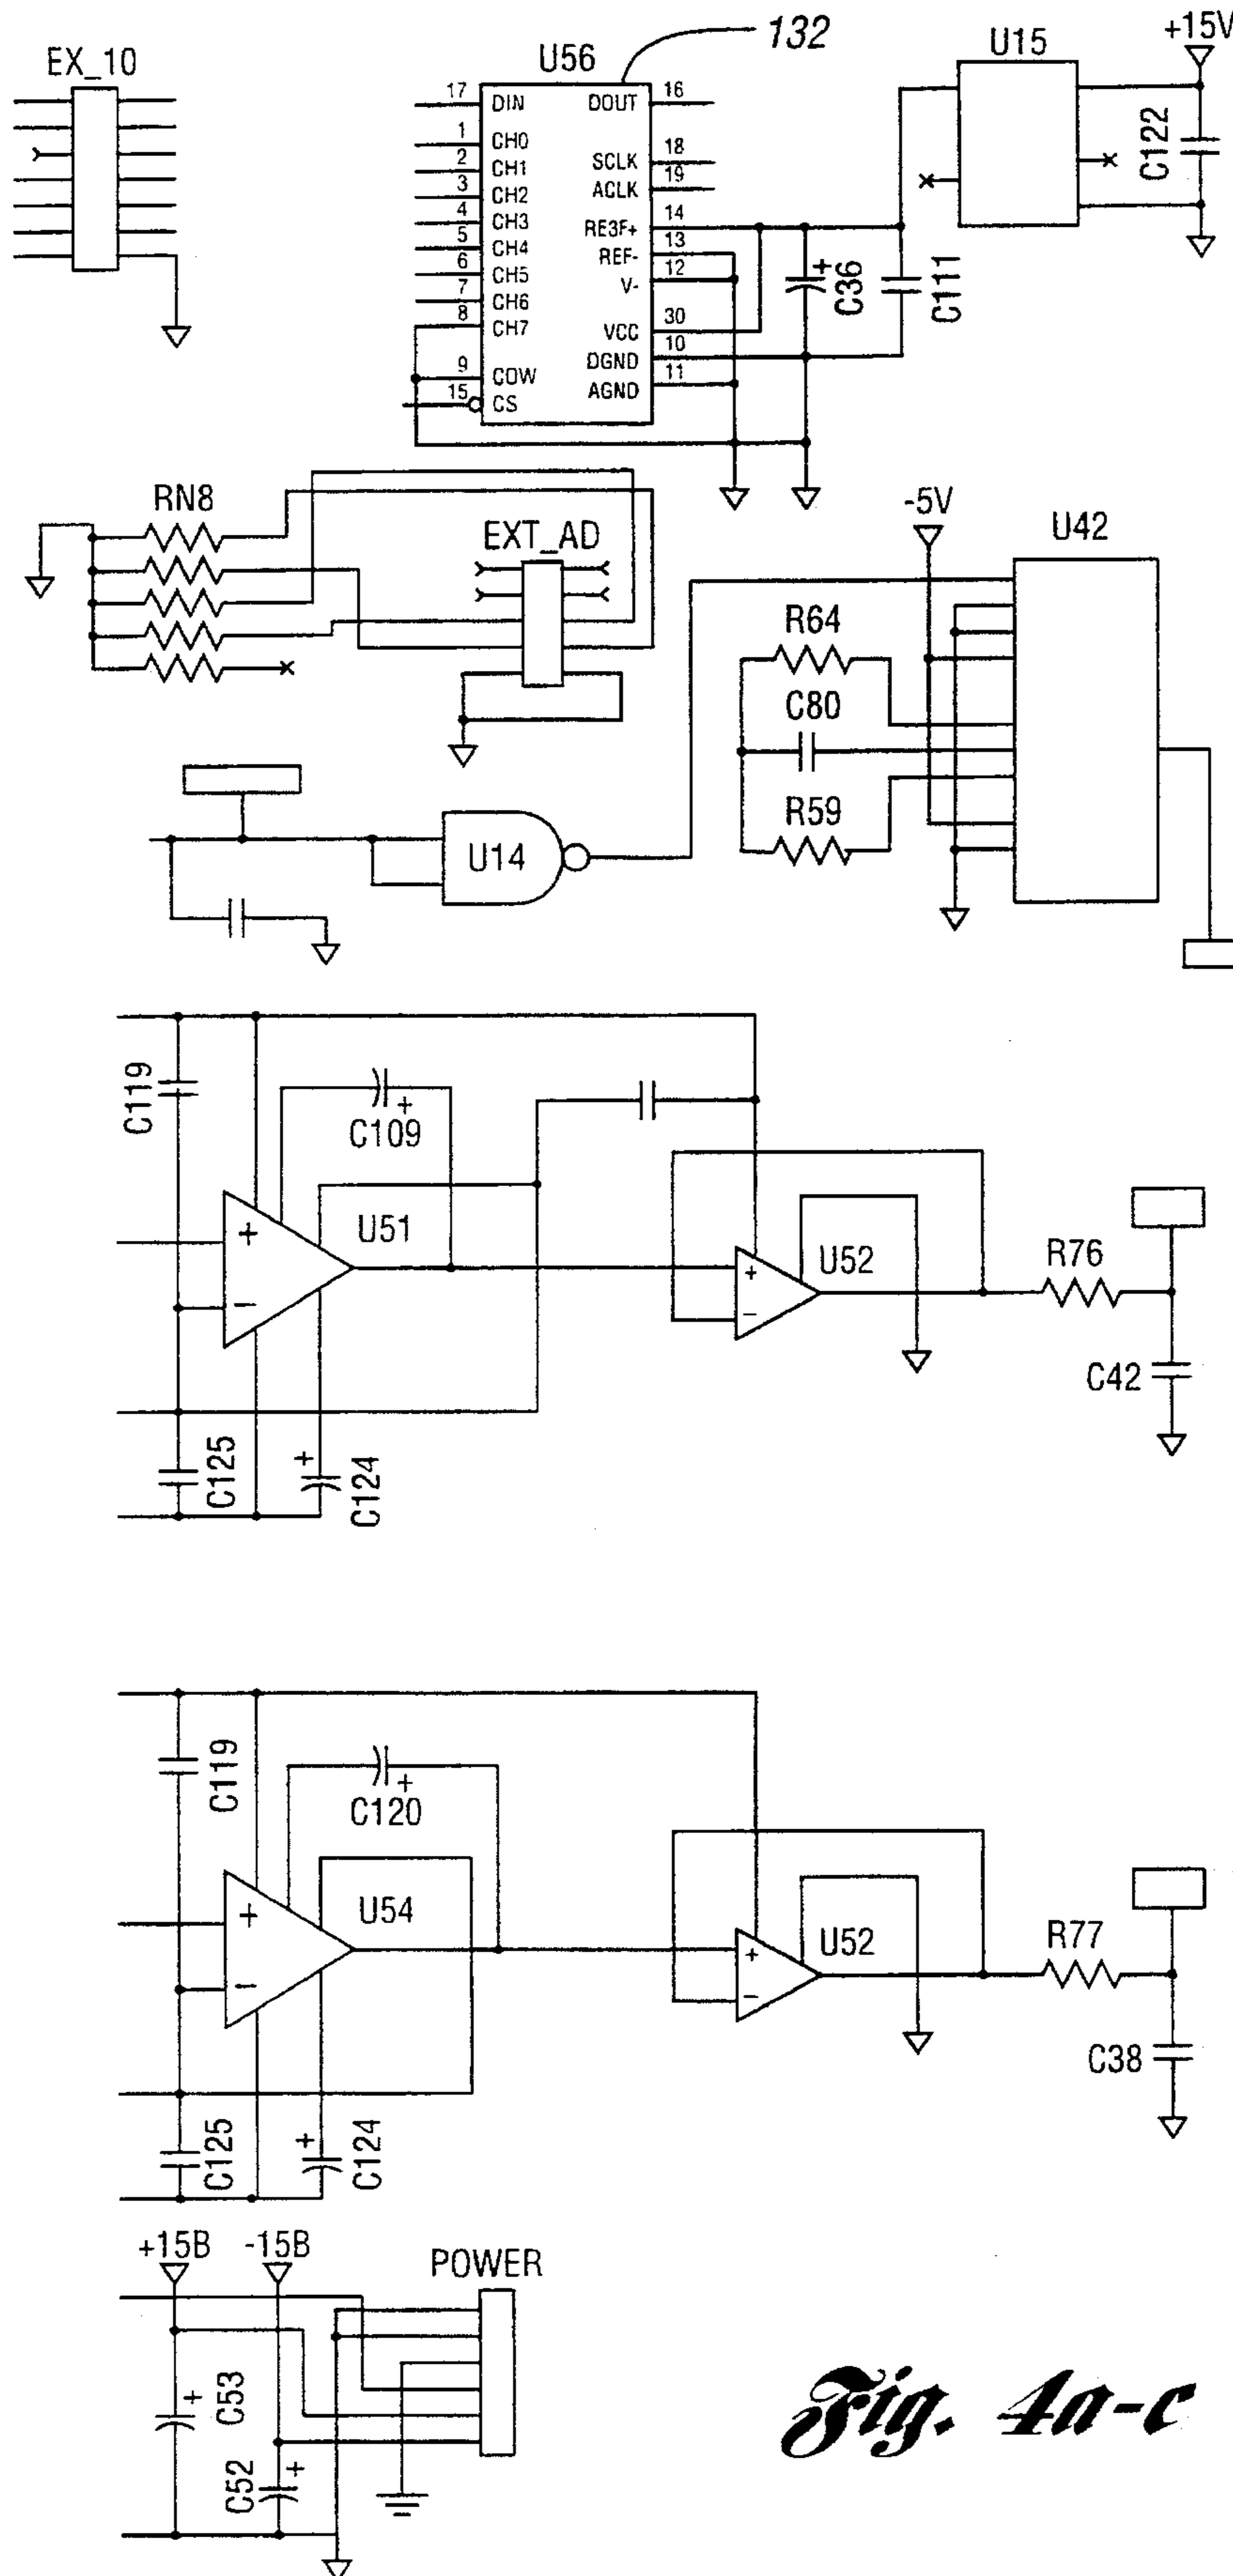 132
EX_10
U56
U15
+15V
17 DIN DOUT 16
1 CH0
2 CH1 SCLK 18
3 CH2 ACLK 19
4 CH3 RE3F+ 14
5 CH4 REF- 13
6 CH5 V- 12
7 CH6
8 CH7 VCC 30
DGND 10
9 COW AGND 11
15 CS
C36
C111
C122
RN8
EXT_AD
-5V
U42
R64
C80
R59
U14
C119
C109
+
+
U51
−
+
U52
−
R76
C42
C125
+
C124
C119
+
C120
+
U54
−
+
U52
−
R77
C38
C125
+
C124
+15B -15B
POWER
+
C53
+
C52
+
Fig. 4a-c